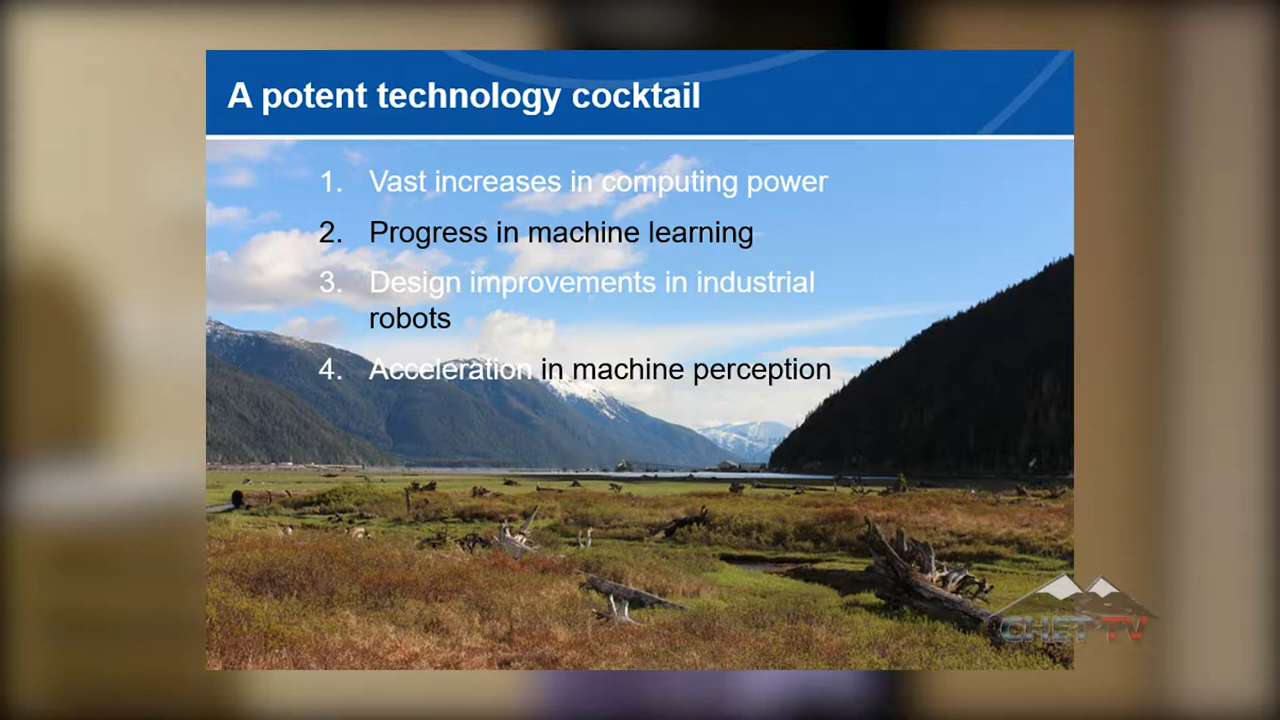 A potent technology cocktail
1. Vast increases in computing power
2. Progress in machine learning
3. Design improvements in industrial
robots
4. Acceleration in machine perception
CHET TV